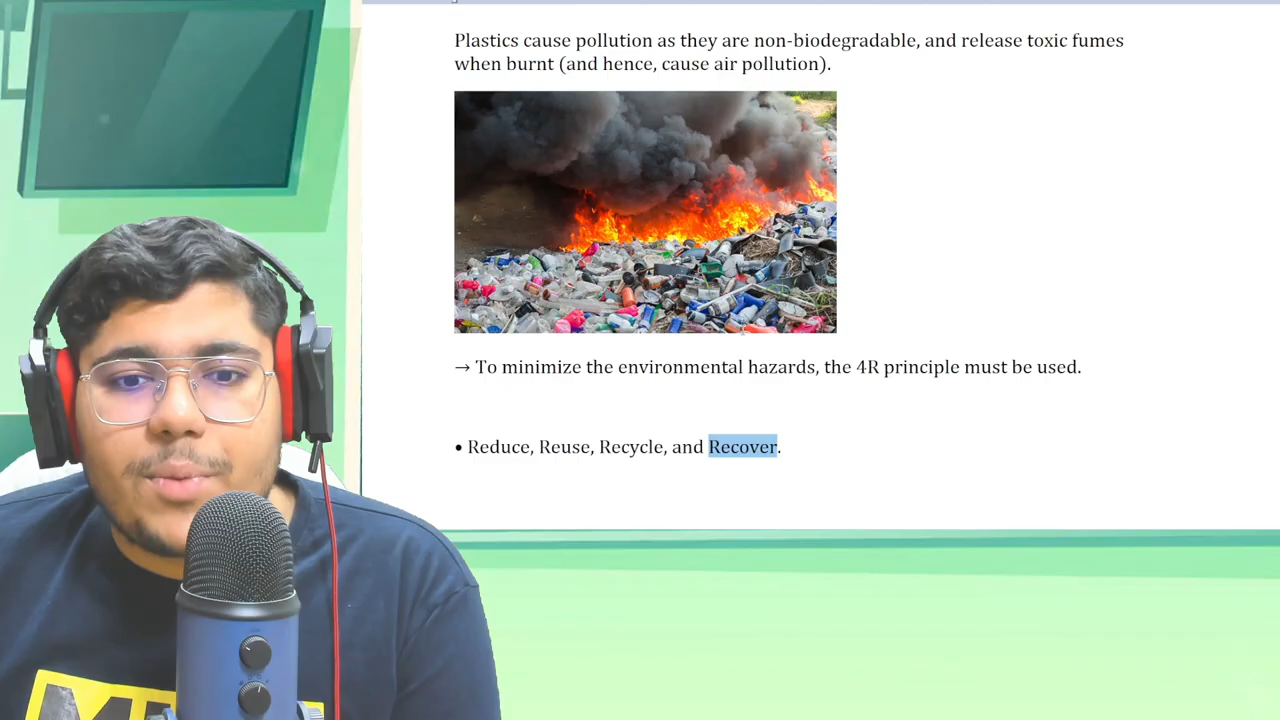 Plastics cause pollution as they are non-biodegradable, and release toxic fumes
when burnt (and hence, cause air pollution).
→ To minimize the environmental hazards, the 4R principle must be used.
• Reduce, Reuse, Recycle, and Recover.